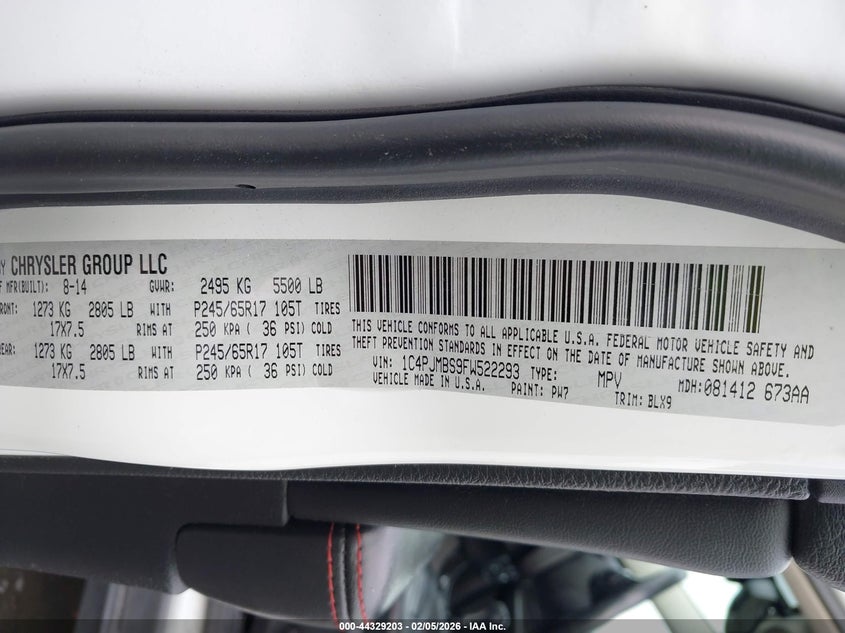 Y CHRYSLER GROUP LLC
F MFR(BUILT): 8-14 GVWR: 2495 KG 5500 LB
RONT: 1273 KG 2805 LB WITH P245/65R17 105T TIRES
17X7.5 RIMS AT 250 KPA ( 36 PSI) COLD
EAR: 1273 KG 2805 LB WITH P245/65R17 105T TIRES
17X7.5 RIMS AT 250 KPA ( 36 PSI) COLD
THIS VEHICLE CONFORMS TO ALL APPLICABLE U.S.A. FEDERAL MOTOR VEHICLE SAFETY AND
THEFT PREVENTION STANDARDS IN EFFECT ON THE DATE OF MANUFACTURE SHOWN ABOVE.
VIN: 1C4PJMBS9FW522293 TYPE: MPV MDH:081412 673AA
VEHICLE MADE IN U.S.A. PAINT: PW7 TRIM: BLX9
000-44329203 - 02/05/2026 - IAA Inc.